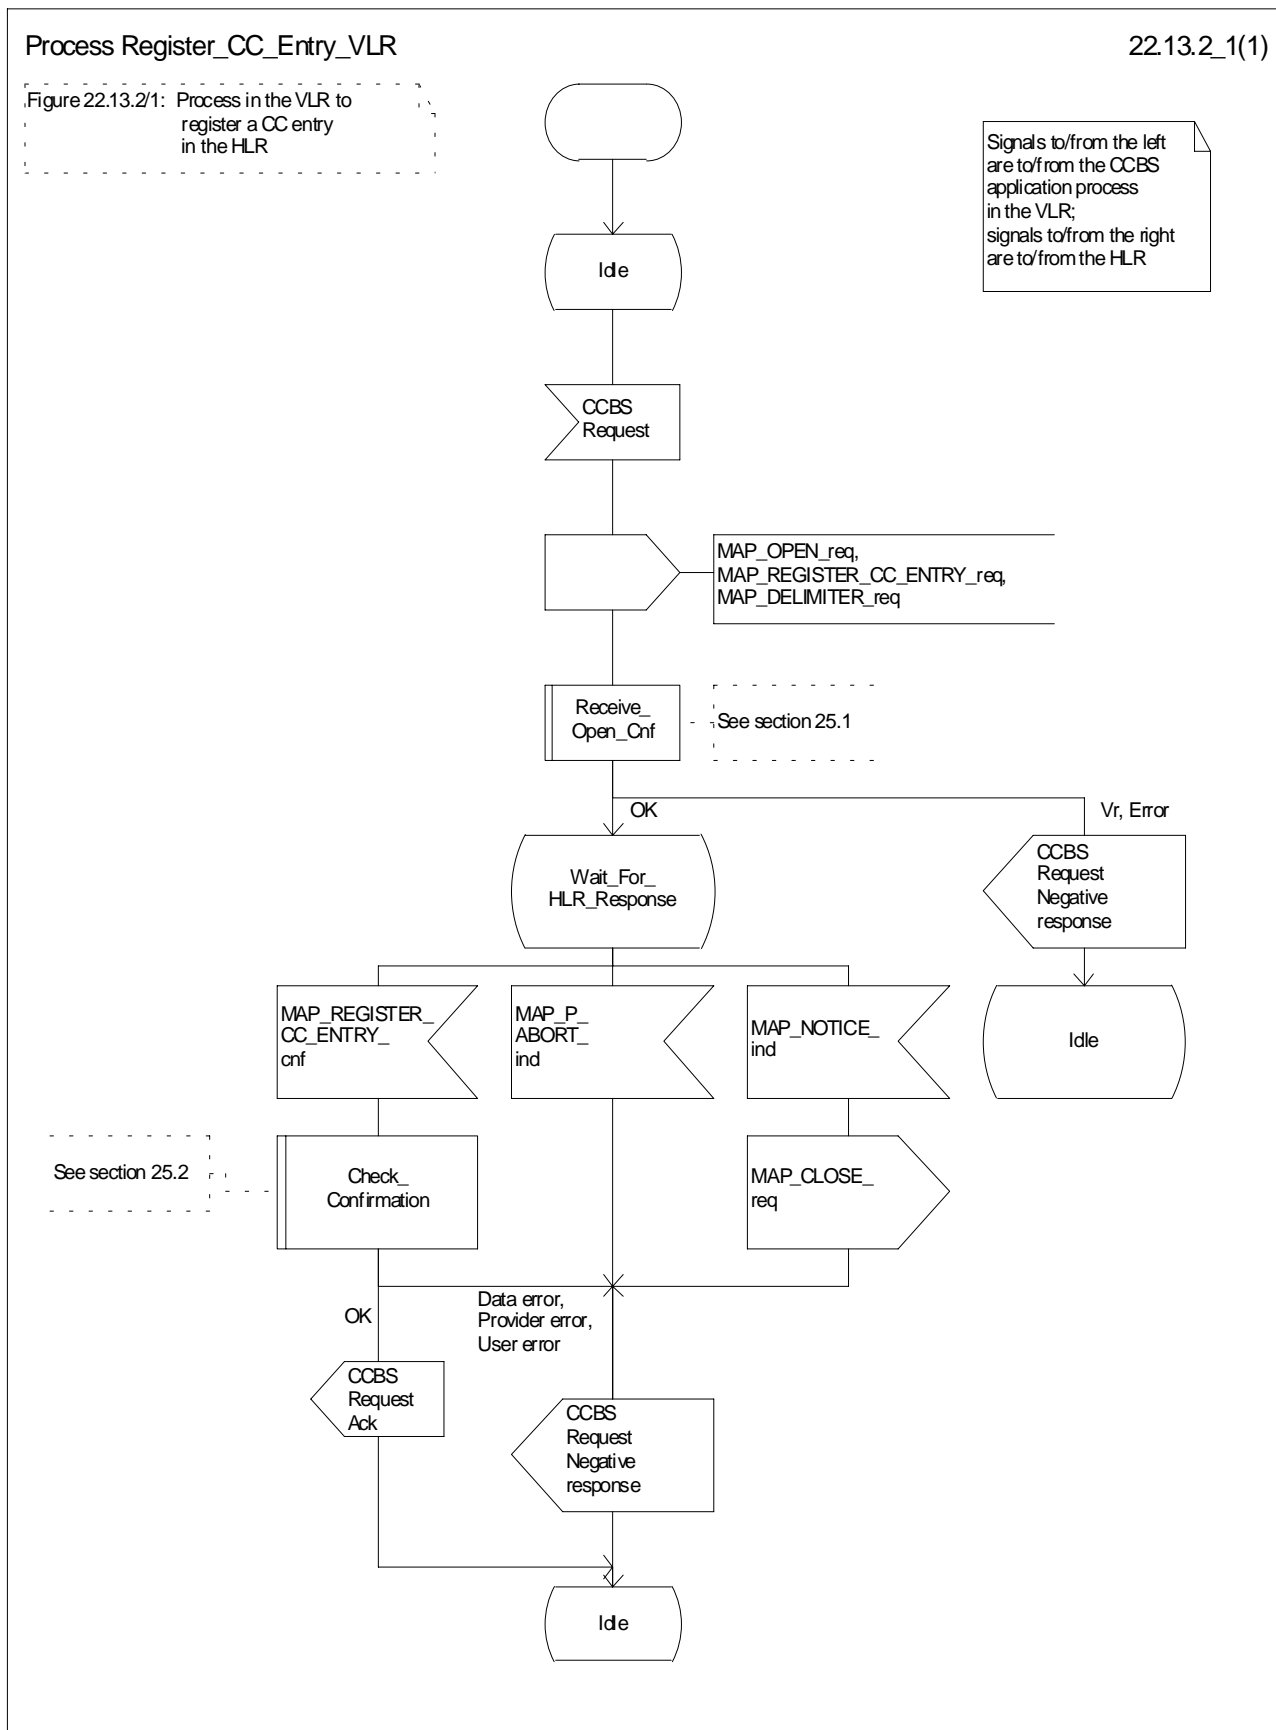 Process Register_CC_Entry_VLR
22.13.2_1(1)
Figure 22.13.2/1: Process in the VLR to
register a CC entry
in the HLR
Signals to/from the left
are to/from the CCBS
application process
in the VLR;
signals to/from the right
are to/from the HLR
Idle
CCBS
Request
MAP_OPEN_req,
MAP_REGISTER_CC_ENTRY_req,
MAP_DELIMITER_req
Receive_
Open_Cnf
See section 25.1
OK
Vr, Error
Wait_For_
HLR_Response
CCBS
Request
Negative
response
MAP_REGISTER_
CC_ENTRY_
cnf
MAP_P_
ABORT_
ind
MAP_NOTICE_
ind
Idle
See section 25.2
Check_
Confirmation
MAP_CLOSE_
req
OK
Data error,
Provider error,
User error
CCBS
Request
Ack
CCBS
Request
Negative
response
Idle